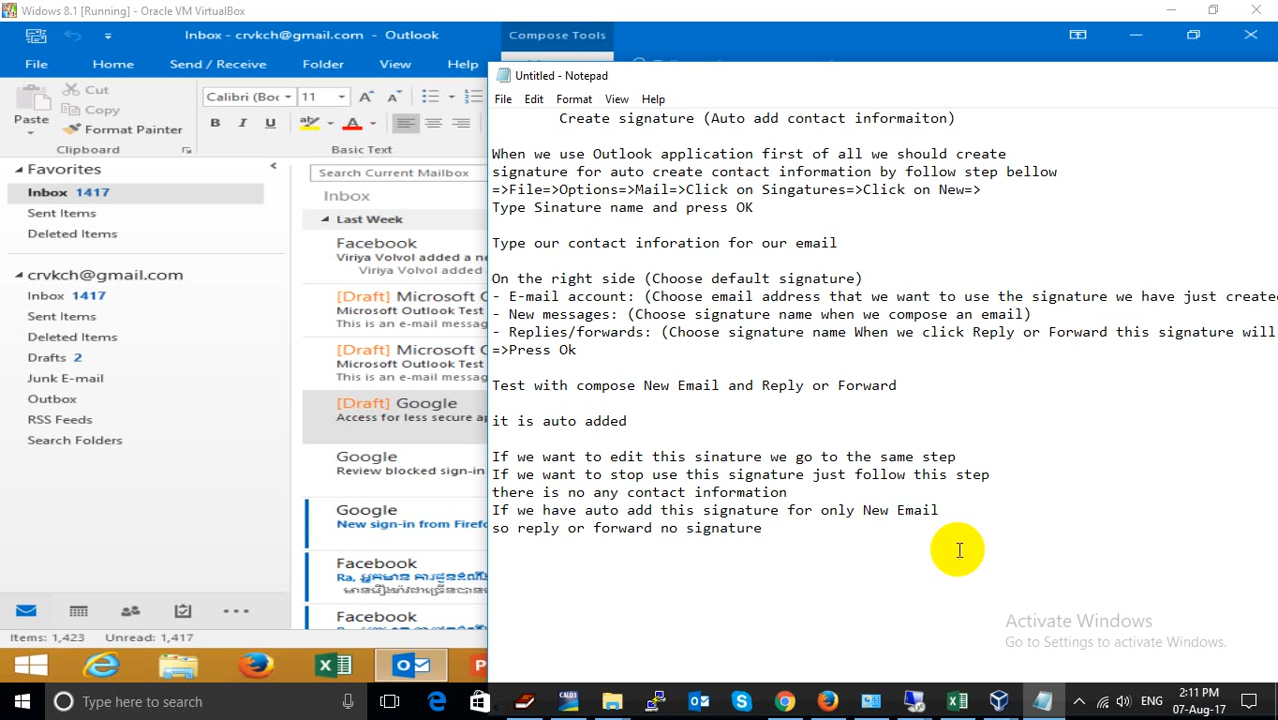 Widows 8.1 [Running] - Oracle VM VirtualBox
Inbox - crvkch@gmail.com - Outlook
Compose Tools
File Home Send / Receive Folder View Help
Paste
Cut
Copy
Format Painter
Clipboard
Calibri (Boc 11
B I U
Basic Text
Favorites
Inbox 1417
Sent Items
Deleted Items
crvkch@gmail.com
Inbox 1417
Sent Items
Deleted Items
Drafts 2
Junk E-mail
Outbox
RSS Feeds
Search Folders
Search Current Mailbox
Inbox
Last Week
Facebook
Viriya Volvol added a ne
Viriya Volvol added
[Draft] Microsoft O
Microsoft Outlook Test
This is an e-mail messag
[Draft] Microsoft O
Microsoft Outlook Test
This is an e-mail messag
[Draft] Google
Access for less secure ap
Google
Review blocked sign-in
Google
New sign-in from Firefo
Facebook
Facebook
Items: 1,423 Unread: 1,417
Untitled - Notepad
File Edit Format View Help
Create signature (Auto add contact informaiton)
When we use Outlook application first of all we should create
signature for auto create contact information by follow step bellow
=>File=>Options=>Mail=>Click on Singatures=>Click on New=>
Type Sinature name and press OK
Type our contact inforation for our email
On the right side (Choose default signature)
- E-mail account: (Choose email address that we want to use the signature we have just create
- New messages: (Choose signature name when we compose an email)
- Replies/forwards: (Choose signature name When we click Reply or Forward this signature will
=>Press Ok
Test with compose New Email and Reply or Forward
it is auto added
If we want to edit this sinature we go to the same step
If we want to stop use this signature just follow this step
there is no any contact information
If we have auto add this signature for only New Email
so reply or forward no signature
Activate Windows
Go to Settings to activate Windows.
Type here to search
ENG
2:11 PM
07-Aug-17